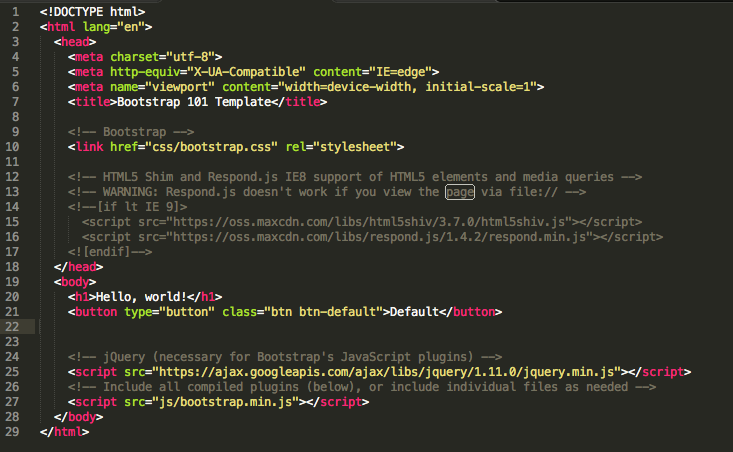 1 <!DOCTYPE html>
2 <html lang="en">
3 <head>
4 <meta charset="utf-8">
5 <meta http-equiv="X-UA-Compatible" content="IE=edge">
6 <meta name="viewport" content="width=device-width, initial-scale=1">
7 <title>Bootstrap 101 Template</title>
8
9 <!-- Bootstrap -->
10 <link href="css/bootstrap.css" rel="stylesheet">
11
12 <!-- HTML5 Shim and Respond.js IE8 support of HTML5 elements and media queries -->
13 <!-- WARNING: Respond.js doesn't work if you view the page via file:// -->
14 <!--[if lt IE 9]>
15 <script src="https://oss.maxcdn.com/libs/html5shiv/3.7.0/html5shiv.js"></script>
16 <script src="https://oss.maxcdn.com/libs/respond.js/1.4.2/respond.min.js"></script>
17 <![endif]-->
18 </head>
19 <body>
20 <h1>Hello, world!</h1>
21 <button type="button" class="btn btn-default">Default</button>
22
23
24 <!-- jQuery (necessary for Bootstrap's JavaScript plugins) -->
25 <script src="https://ajax.googleapis.com/ajax/libs/jquery/1.11.0/jquery.min.js"></script>
26 <!-- Include all compiled plugins (below), or include individual files as needed -->
27 <script src="js/bootstrap.min.js"></script>
28 </body>
29 </html>